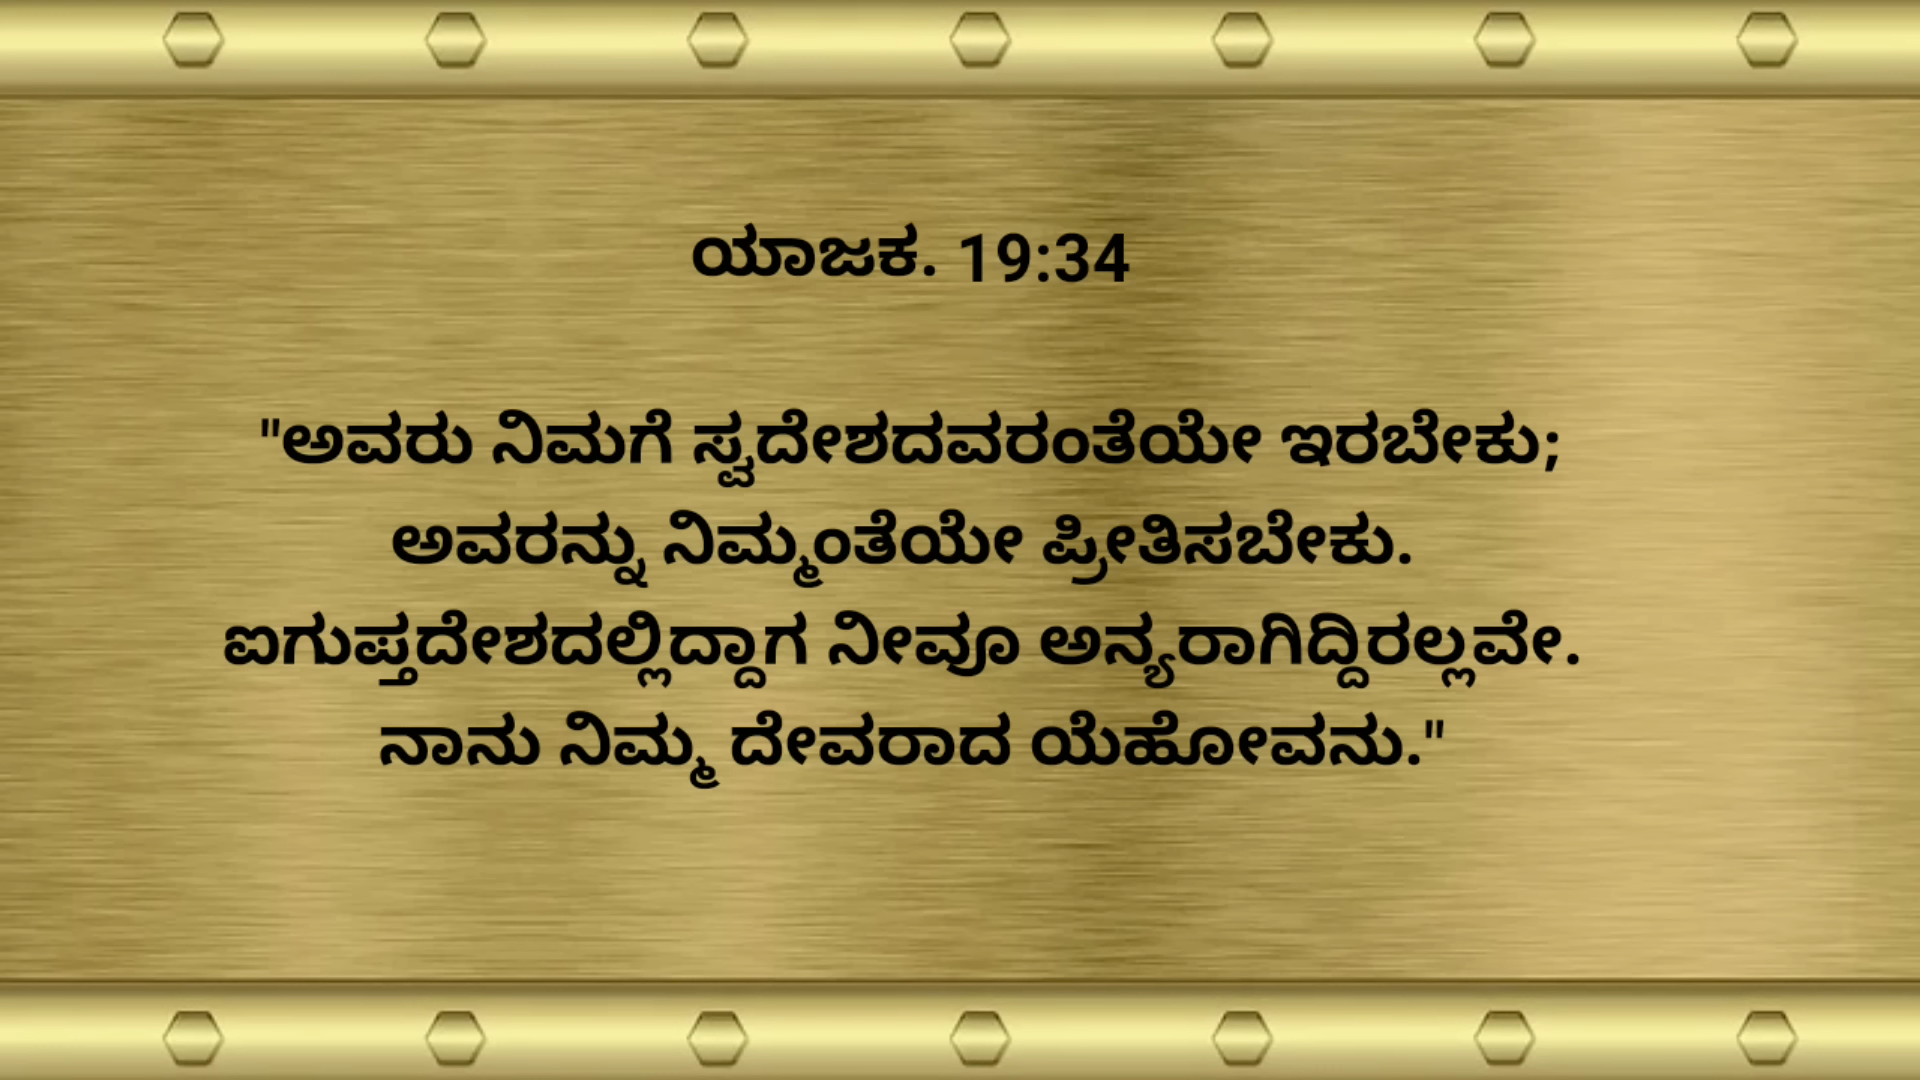 ಯಾಜಕ. 19:34
"ಅವರು ನಿಮಗೆ ಸ್ವದೇಶದವರಂತೆಯೇ ಇರಬೇಕು;
ಅವರನ್ನು ನಿಮ್ಮಂತೆಯೇ ಪ್ರೀತಿಸಬೇಕು.
ಐಗುಪ್ತದೇಶದಲ್ಲಿದ್ದಾಗ ನೀವೂ ಅನ್ಯರಾಗಿದ್ದಿರಲ್ಲವೇ.
ನಾನು ನಿಮ್ಮ ದೇವರಾದ ಯೆಹೋವನು."